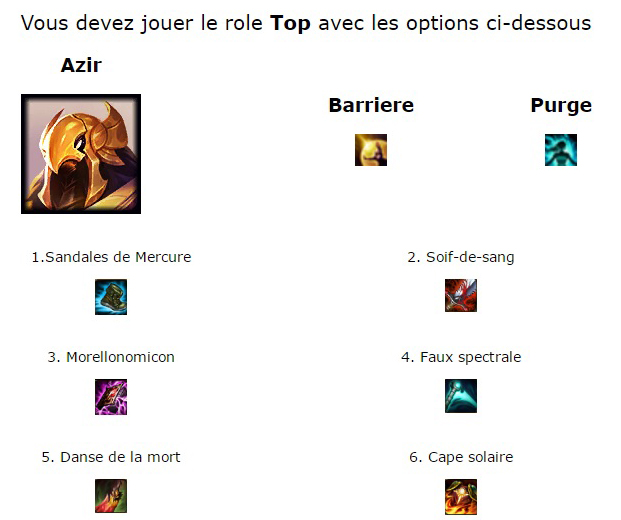 Vous devez jouer le role Top avec les options ci-dessous
Azir
Barriere Purge
1.Sandales de Mercure 2. Soif-de-sang
3. Morellonomicon 4. Faux spectrale
5. Danse de la mort 6. Cape solaire